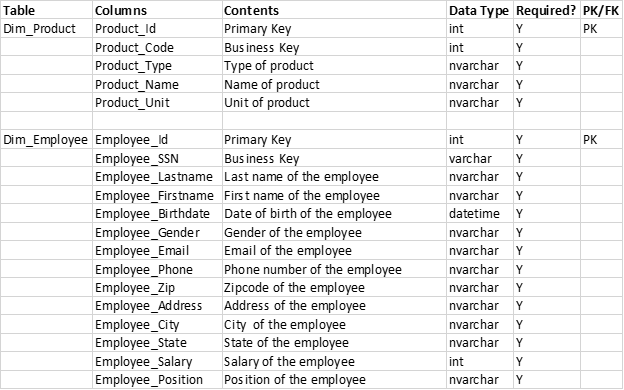 Table Columns Contents Data Type Required? PK/FK
Dim_Product Product_Id Primary Key int Y PK
Product_Code Business Key int Y
Product_Type Type of product nvarchar Y
Product_Name Name of product nvarchar Y
Product_Unit Unit of product nvarchar Y
Dim_Employee Employee_Id Primary Key int Y PK
Employee_SSN Business Key varchar Y
Employee_Lastname Last name of the employee nvarchar Y
Employee_Firstname First name of the employee nvarchar Y
Employee_Birthdate Date of birth of the employee datetime Y
Employee_Gender Gender of the employee nvarchar Y
Employee_Email Email of the employee nvarchar Y
Employee_Phone Phone number of the employee nvarchar Y
Employee_Zip Zipcode of the employee nvarchar Y
Employee_Address Address of the employee nvarchar Y
Employee_City City of the employee nvarchar Y
Employee_State State of the employee nvarchar Y
Employee_Salary Salary of the employee int Y
Employee_Position Position of the employee nvarchar Y